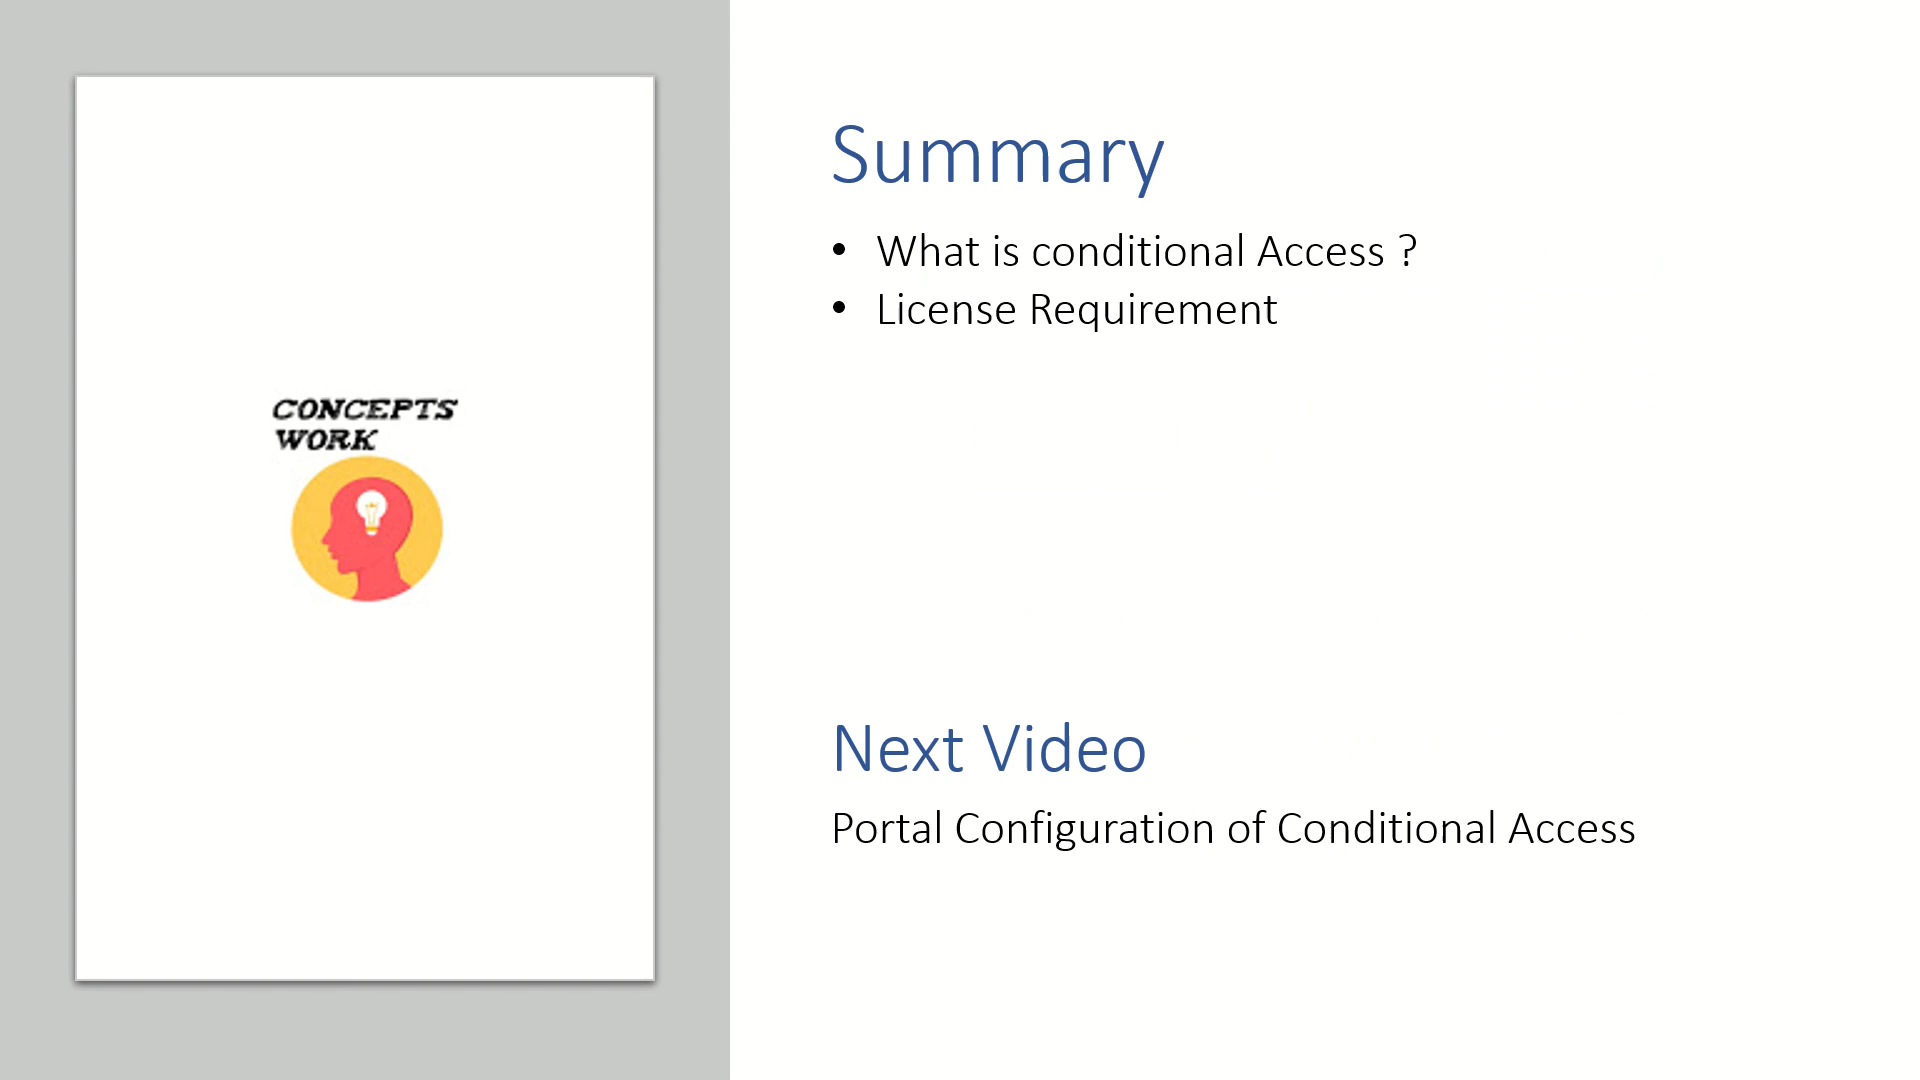 CONCEPTS
WORK
Summary
• What is conditional Access ?
• License Requirement
Next Video
Portal Configuration of Conditional Access